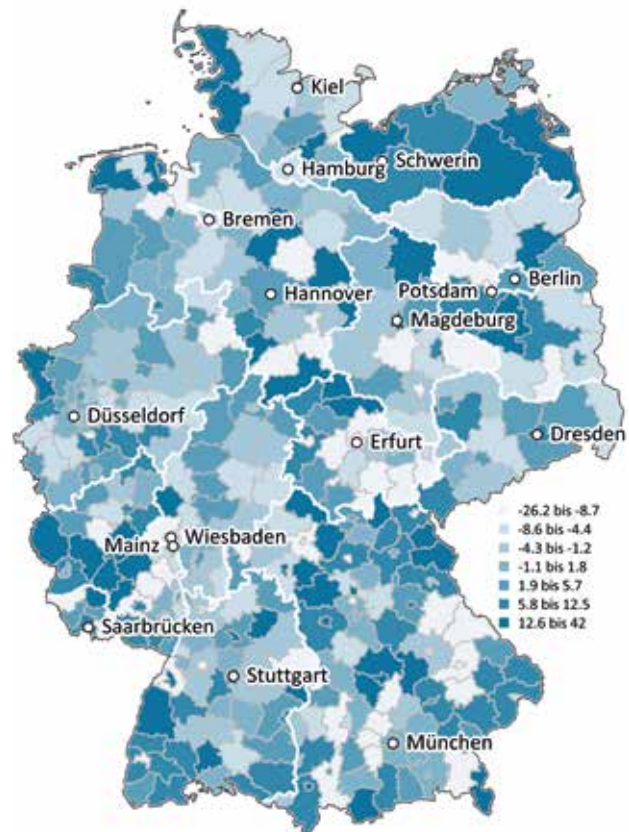 Kiel
Schwerin
Hamburg
Bremen
Berlin
Hannover
Potsdam
Magdeburg
Düsseldorf
Erfurt
Dresden
-26.2 bis -8.7
-8.6 bis -4.4
-4.3 bis -1.2
-1.1 bis 1.8
1.9 bis 5.7
5.8 bis 12.5
12.6 bis 42
Wiesbaden
Mainz
Saarbrücken
Stuttgart
München